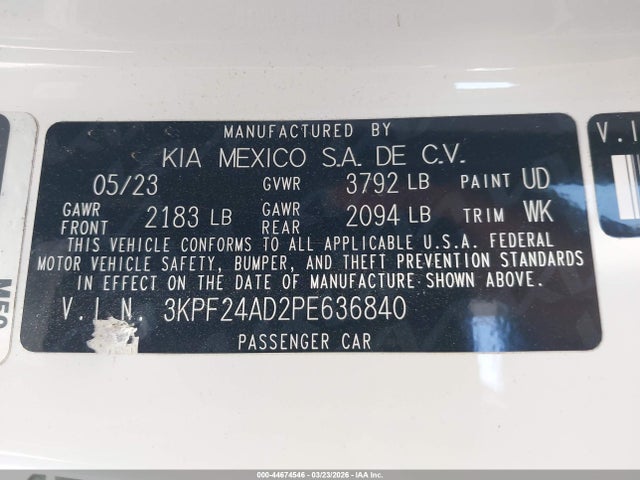 MANUFACTURED BY
KIA MEXICO S.A. DE C.V.
05/23 GVWR 3792 LB PAINT UD
GAWR FRONT 2183 LB GAWR REAR 2094 LB TRIM WK
THIS VEHICLE CONFORMS TO ALL APPLICABLE U.S.A. FEDERAL
MOTOR VEHICLE SAFETY, BUMPER, AND THEFT PREVENTION STANDARDS
IN EFFECT ON THE DATE OF MANUFACTURE SHOWN ABOVE.
V.I.N. 3KPF24AD2PE636840
PASSENGER CAR
V.I
000-44674546 | 03/23/2026 | IAA Inc.